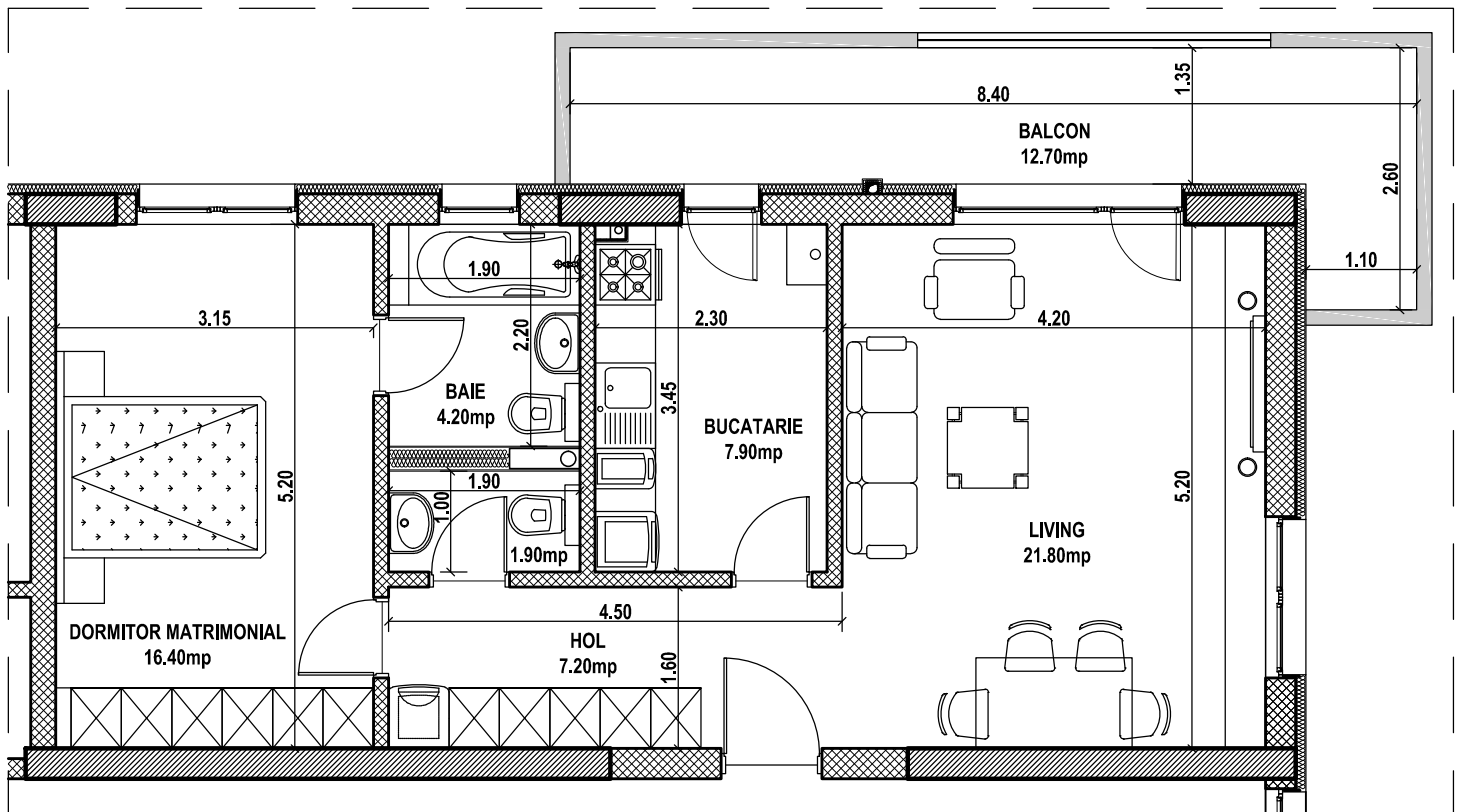 8.40
1.35
BALCON
12.70mp
2.60
1.10
1.90
3.15
2.20
2.30
4.20
BAIE
4.20mp
3.45
BUCATARIE
7.90mp
5.20
1.90
1.00
1.90mp
5.20
LIVING
21.80mp
4.50
DORMITOR MATRIMONIAL
16.40mp
HOL
7.20mp
1.60